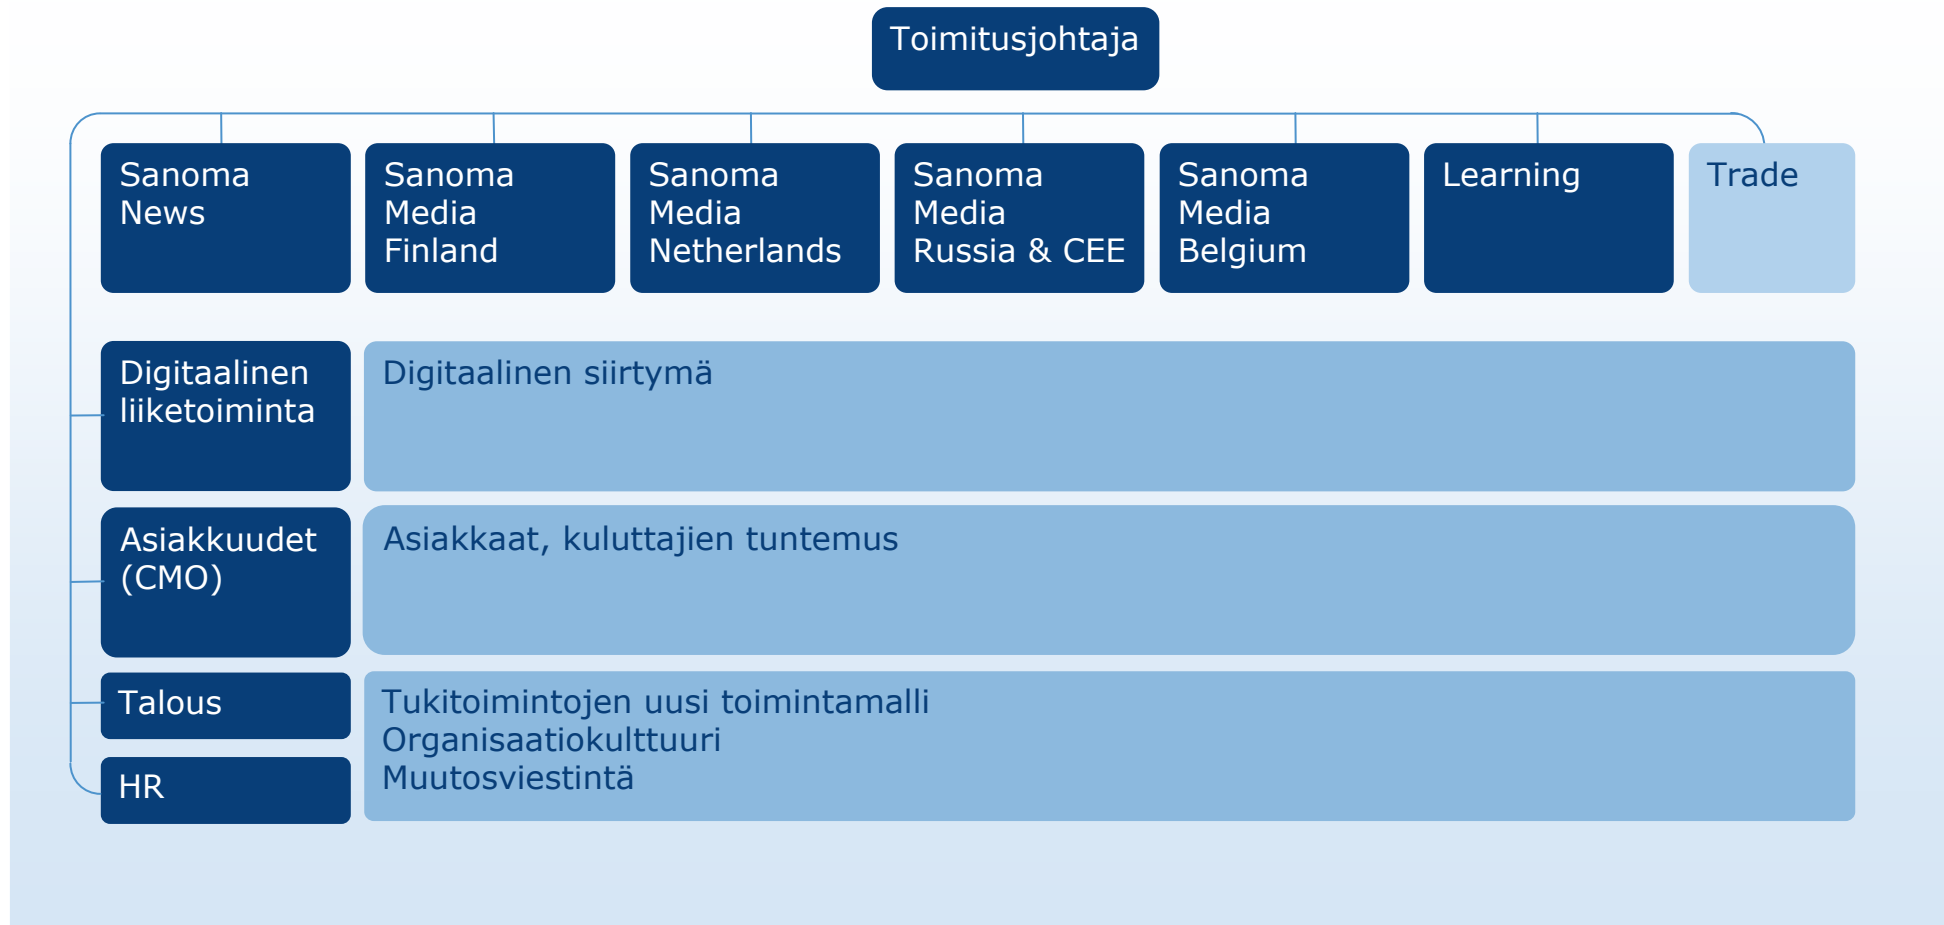 Toimitusjohtaja
Sanoma
News
Sanoma
Media
Finland
Sanoma
Media
Netherlands
Sanoma
Media
Russia & CEE
Sanoma
Media
Belgium
Learning
Trade
Digitaalinen
liiketoiminta
Digitaalinen siirtymä
Asiakkuudet
(CMO)
Asiakkaat, kuluttajien tuntemus
Talous
HR
Tukitoimintojen uusi toimintamalli
Organisaatiokulttuuri
Muutosviestintä